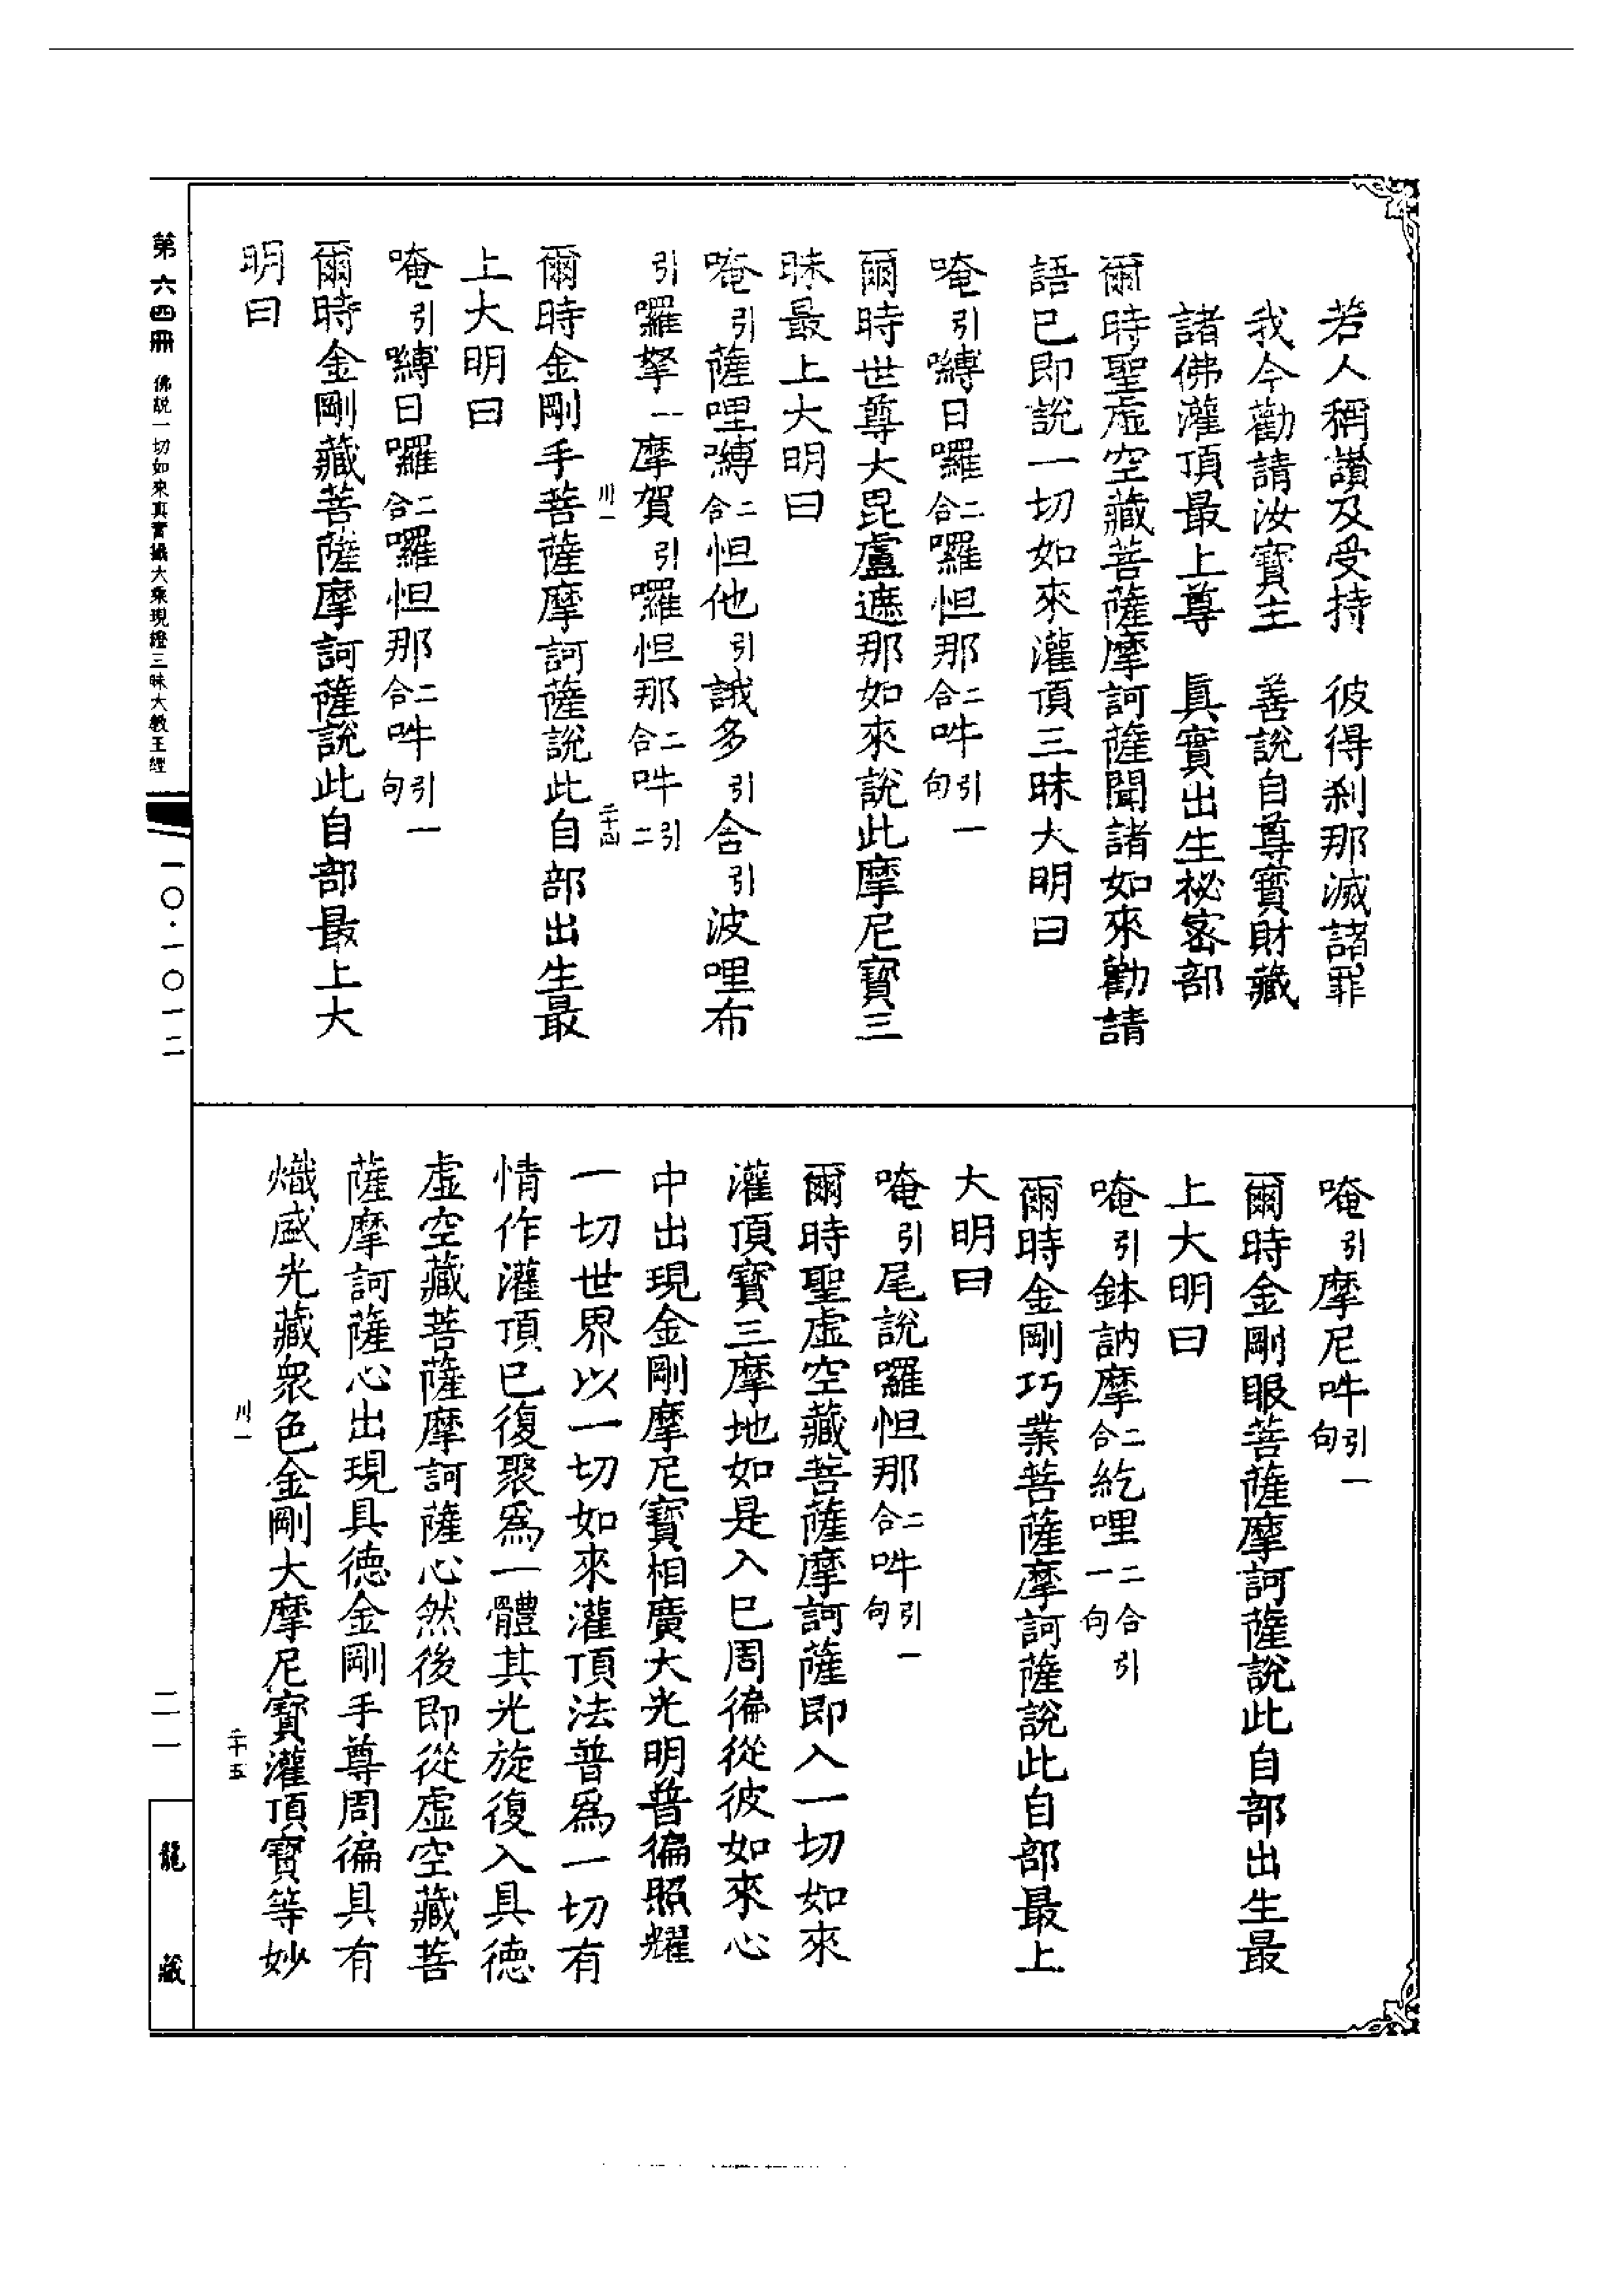 若人稱讚及受持　彼得剎那滅諸罪
我今勸請汝寶主　善說自尊寶財藏
諸佛灌頂最上尊　真實出生祕密部
爾時聖虛空藏菩薩摩訶薩聞諸如來勸請
語已即說一切如來灌頂三昧大明曰
唵引嚩日囉二合囉怛那二合吽引一句
爾時世尊大毘盧遮那如來說此摩尼寶三
昧最上大明曰
唵引薩哩嚩二合怛他引誐多引舍引波哩布
引囉拏一摩賀引囉怛那二合吽引二
川一
二十四
爾時金剛手菩薩摩訶薩說此自部出生最
上大明曰
唵引嚩日囉二合囉怛那二合吽引一句
爾時金剛藏菩薩摩訶薩說此自部最上大
明曰
唵引摩尼吽引一句
爾時金剛眼菩薩摩訶薩說此自部出生最
上大明曰
唵引鉢訥摩二合紇哩二合引一句
爾時金剛巧業菩薩摩訶薩說此自部最上
大明曰
唵引尾說囉怛那二合吽引一句
爾時聖虛空藏菩薩摩訶薩即入一切如來
灌頂寶三摩地如是入已周徧從彼如來心
中出現金剛摩尼寶相廣大光明普徧照耀
一切世界以一切如來灌頂法普為一切有
情作灌頂已復聚為一體其光旋復入具德
虛空藏菩薩摩訶薩心然後即從虛空藏菩
薩摩訶薩心出現具德金剛手尊周徧具有
熾盛光藏眾色金剛大摩尼寶灌頂寶等妙
川一
二十五
第六四冊　佛說一切如來真實攝大乘現證三昧大教王經
一〇·一〇一二
二一
龍藏